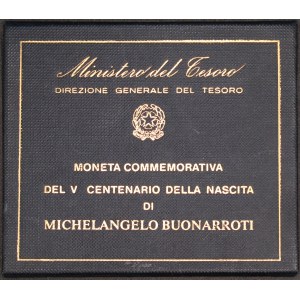 Ministero del Tesoro
DIREZIONE GENERALE DEL TESORO
MONETA COMMEMORATIVA
DEL V CENTENARIO DELLA NASCITA
DI
MICHELANGELO BUONARROTI